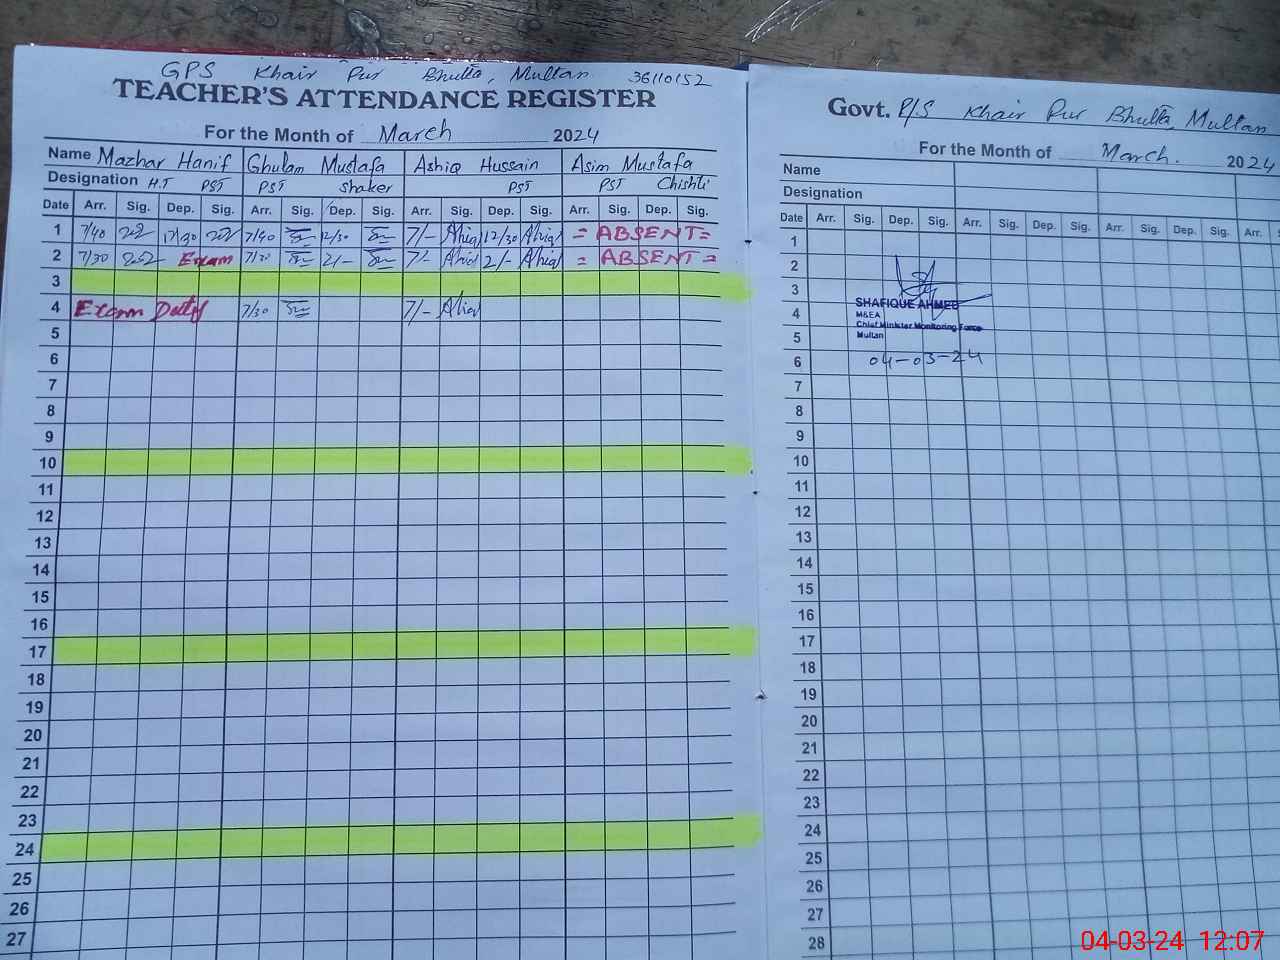 GPS Khair Pur Bhutta, Multan 36110152
TEACHER'S ATTENDANCE REGISTER
For the Month of March 2024
Name Mazhar Hanif Ghulam Mustafa Ashiq Hussain Asim Mustafa
Designation H.T PST PST Shaker PST PST Chishti
Date Arr. Sig. Dep. Sig. Arr. Sig. Dep. Sig. Arr. Sig. Dep. Sig. Arr. Sig. Dep. Sig.
1 7/40 12/30 7/40 12/30 7/- Ashiq 12/30 Ashiq = ABSENT =
2 7/30 Exam 7/30 2/- 7/- Ashiq 2/- Ashiq = ABSENT =
3
4 Exam Duty 7/30 7/- Ashiq
5
6
7
8
9
10
11
12
13
14
15
16
17
18
19
20
21
22
23
24
25
26
27
Govt. P/S Khair Pur Bhutta, Multan
For the Month of March. 2024
Name
Designation
Date Arr. Sig. Dep. Sig. Arr. Sig. Dep. Sig. Arr. Sig. Dep. Sig. Arr.
1
2
3
SHAFIQUE AHMED
4
M&EA
Chief Minister Monitoring Force
5
Multan
6 04-03-24
7
8
9
10
11
12
13
14
15
16
17
18
19
20
21
22
23
24
25
26
27
28
04-03-24 12:07